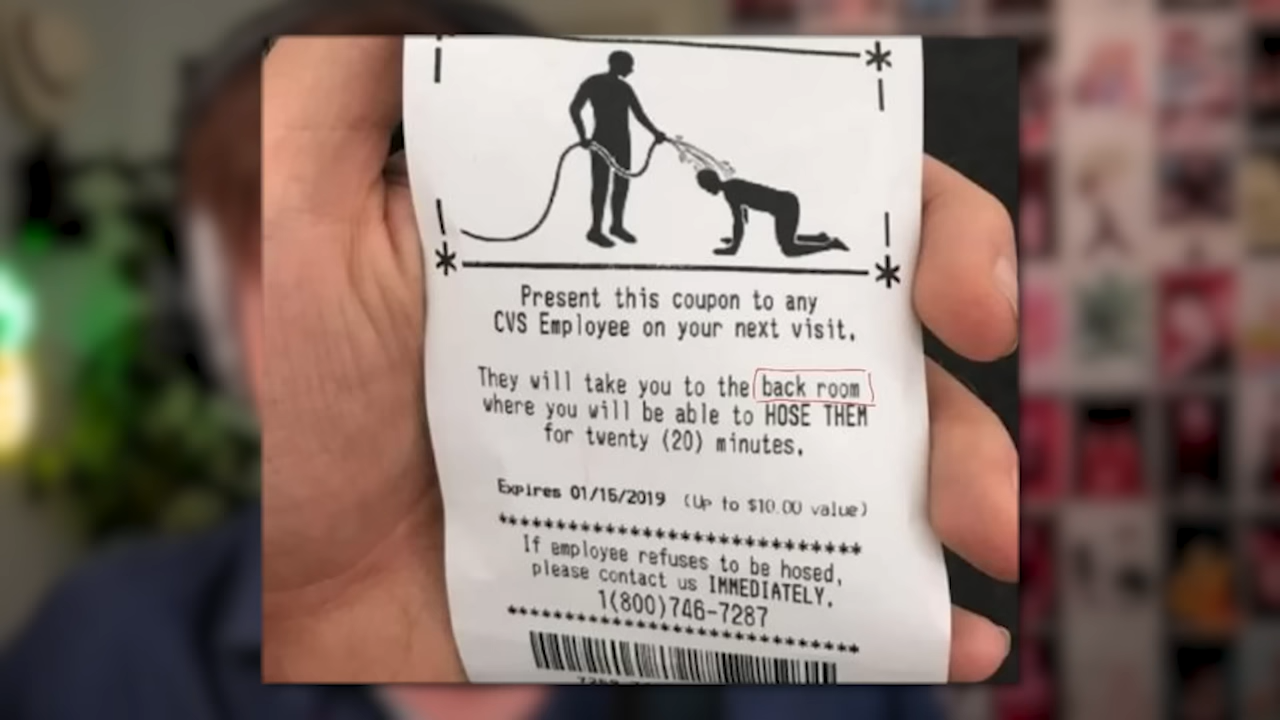 Present this coupon to any
CVS Employee on your next visit.
They will take you to the back room
where you will be able to HOSE THEM
for twenty (20) minutes.
Expires 01/15/2019 (Up to $10.00 value)
***********************************
If employee refuses to be hosed,
please contact us IMMEDIATELY.
1(800)746-7287
***********************************